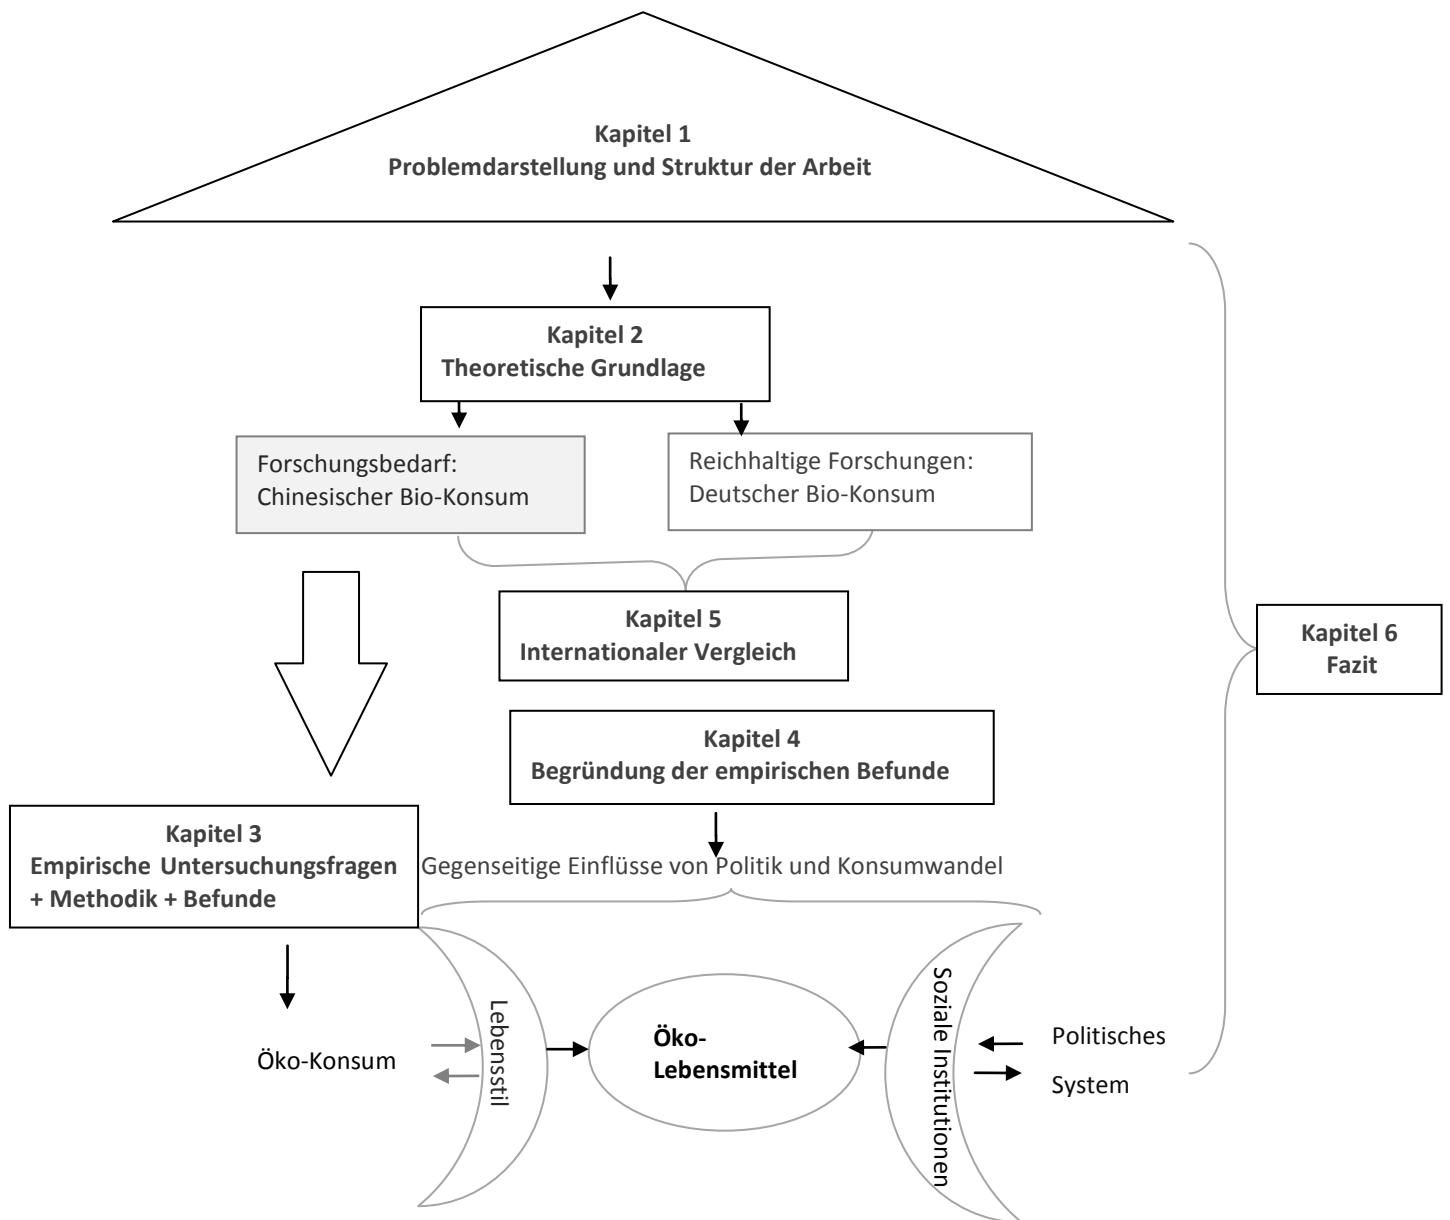 Kapitel 1
Problemdarstellung und Struktur der Arbeit
Kapitel 2
Theoretische Grundlage
Forschungsbedarf:
Chinesischer Bio-Konsum
Reichhaltige Forschungen:
Deutscher Bio-Konsum
Kapitel 5
Internationaler Vergleich
Kapitel 6
Fazit
Kapitel 4
Begründung der empirischen Befunde
Kapitel 3
Empirische Untersuchungsfragen
+ Methodik + Befunde
Gegenseitige Einflüsse von Politik und Konsumwandel
Öko-Konsum
Lebensstil
Öko-
Lebensmittel
Soziale Institutionen
Politisches
System